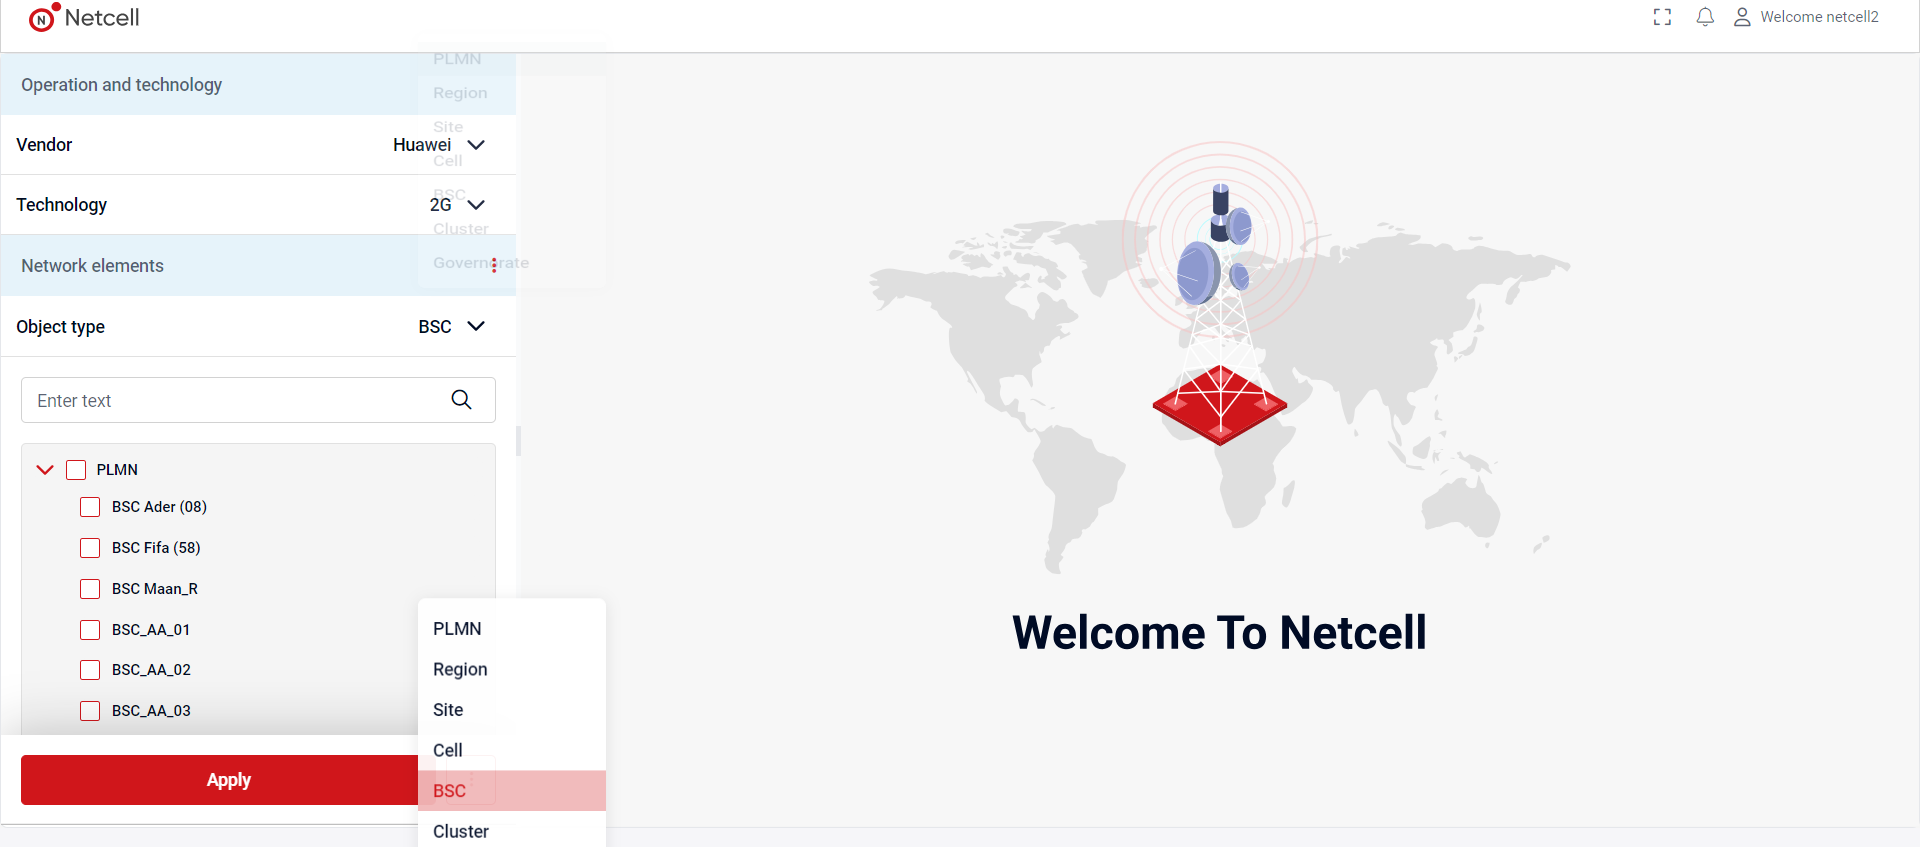 N Netcell
Welcome netcell2
Operation and technology
Vendor
Huawei
Technology
2G
Network elements
Object type
BSC
Enter text
PLMN
BSC Ader (08)
BSC Fifa (58)
BSC Maan_R
BSC_AA_01
BSC_AA_02
BSC_AA_03
Apply
PLMN
Region
Site
Cell
BSC
Cluster
Governorate
PLMN
Region
Site
Cell
BSC
Cluster
Welcome To Netcell